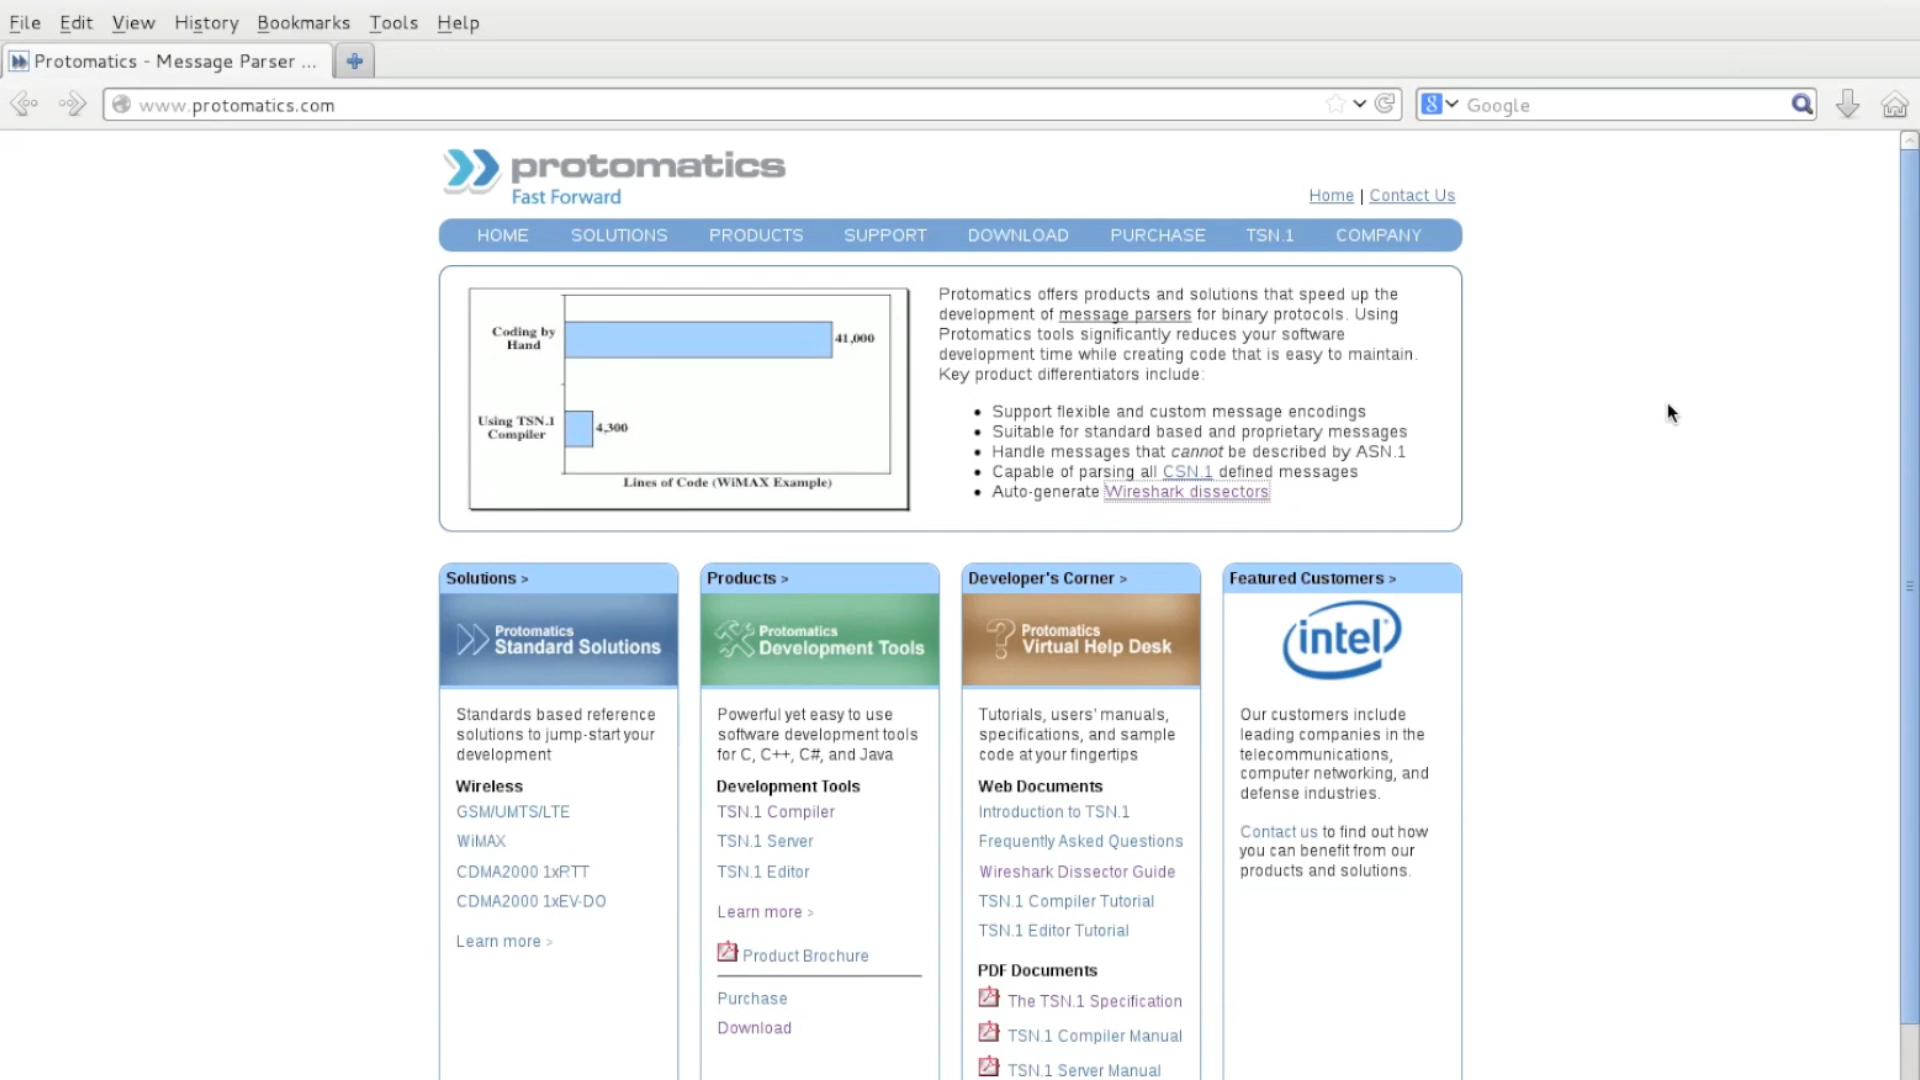 File Edit View History Bookmarks Tools Help
Protomatics - Message Parser ...
www.protomatics.com
Google
protomatics
Fast Forward
Home | Contact Us
HOME SOLUTIONS PRODUCTS SUPPORT DOWNLOAD PURCHASE TSN.1 COMPANY
Coding by
Hand
41,000
Using TSN.1
Compiler
4,300
Lines of Code (WiMAX Example)
Protomatics offers products and solutions that speed up the
development of message parsers for binary protocols. Using
Protomatics tools significantly reduces your software
development time while creating code that is easy to maintain.
Key product differentiators include:
• Support flexible and custom message encodings
• Suitable for standard based and proprietary messages
• Handle messages that cannot be described by ASN.1
• Capable of parsing all CSN.1 defined messages
• Auto-generate Wireshark dissectors
Solutions >
Protomatics
Standard Solutions
Standards based reference
solutions to jump-start your
development
Wireless
GSM/UMTS/LTE
WiMAX
CDMA2000 1xRTT
CDMA2000 1xEV-DO
Learn more >
Products >
Protomatics
Development Tools
Powerful yet easy to use
software development tools
for C, C++, C#, and Java
Development Tools
TSN.1 Compiler
TSN.1 Server
TSN.1 Editor
Learn more >
Product Brochure
Purchase
Download
Developer's Corner >
Protomatics
Virtual Help Desk
Tutorials, users' manuals,
specifications, and sample
code at your fingertips
Web Documents
Introduction to TSN.1
Frequently Asked Questions
Wireshark Dissector Guide
TSN.1 Compiler Tutorial
TSN.1 Editor Tutorial
PDF Documents
The TSN.1 Specification
TSN.1 Compiler Manual
TSN.1 Server Manual
Featured Customers >
intel
Our customers include
leading companies in the
telecommunications,
computer networking, and
defense industries.
Contact us to find out how
you can benefit from our
products and solutions.